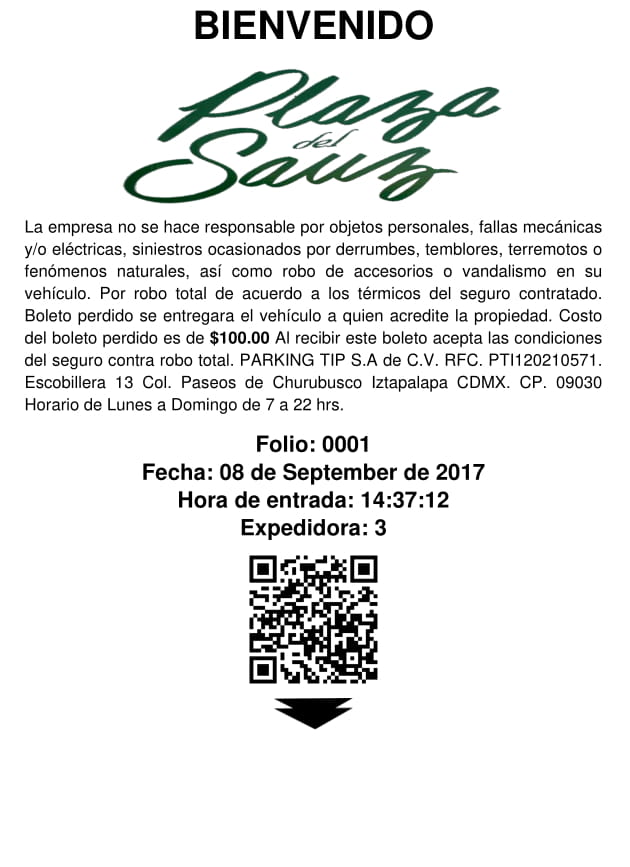 BIENVENIDO
Plaza
del
Sauz
La empresa no se hace responsable por objetos personales, fallas mecánicas
y/o eléctricas, siniestros ocasionados por derrumbes, temblores, terremotos o
fenómenos naturales, así como robo de accesorios o vandalismo en su
vehículo. Por robo total de acuerdo a los térmicos del seguro contratado.
Boleto perdido se entregara el vehículo a quien acredite la propiedad. Costo
del boleto perdido es de $100.00 Al recibir este boleto acepta las condiciones
del seguro contra robo total. PARKING TIP S.A de C.V. RFC. PTI120210571.
Escobillera 13 Col. Paseos de Churubusco Iztapalapa CDMX. CP. 09030
Horario de Lunes a Domingo de 7 a 22 hrs.
Folio: 0001
Fecha: 08 de September de 2017
Hora de entrada: 14:37:12
Expedidora: 3